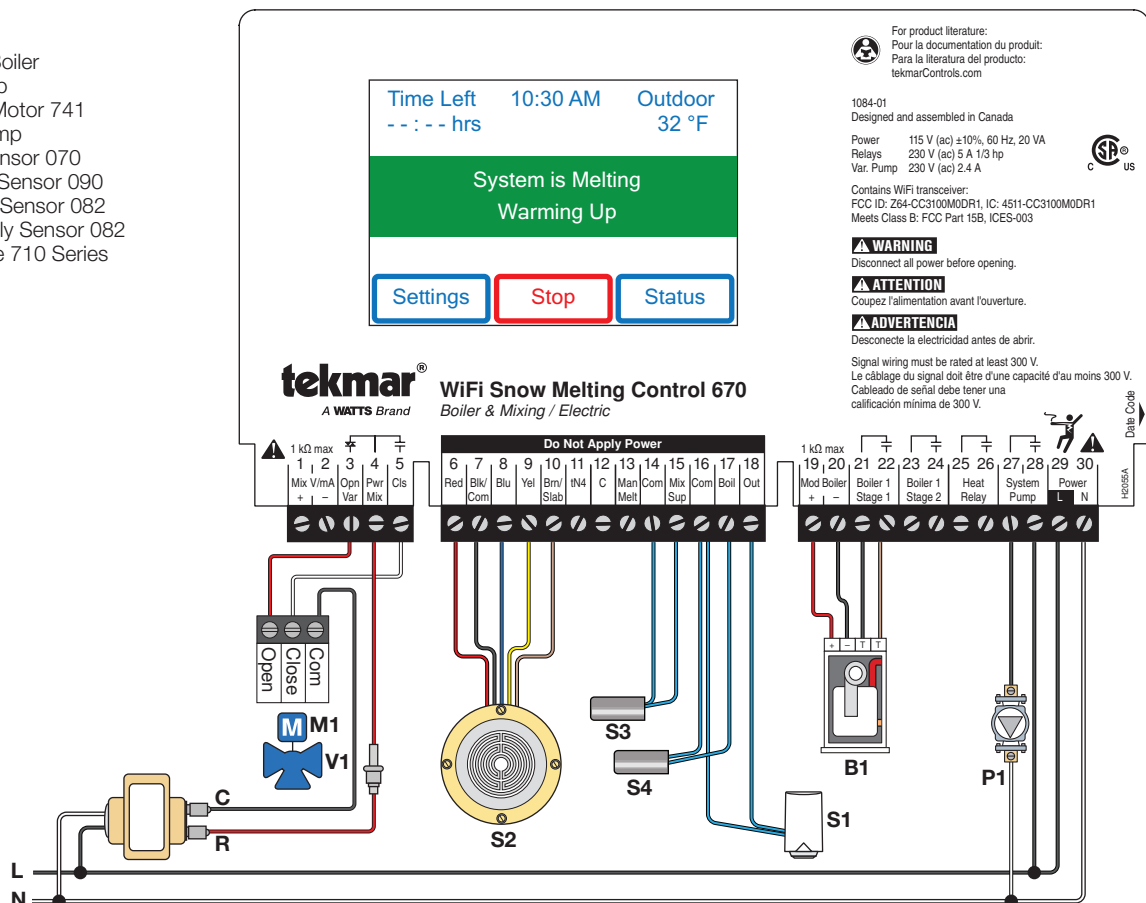 oiler
o
Motor 741
mp
ensor 070
Sensor 090
Sensor 082
ly Sensor 082
e 710 Series
Time Left 10:30 AM Outdoor
- - : - - hrs 32 °F
System is Melting
Warming Up
Settings Stop Status
For product literature:
Pour la documentation du produit:
Para la literatura del producto:
tekmarControls.com
1084-01
Designed and assembled in Canada
Power 115 V (ac) ±10%, 60 Hz, 20 VA
Relays 230 V (ac) 5 A 1/3 hp
Var. Pump 230 V (ac) 2.4 A
C SA ® US
Contains WiFi transceiver:
FCC ID: Z64-CC3100M0DR1, IC: 4511-CC3100M0DR1
Meets Class B: FCC Part 15B, ICES-003
WARNING
Disconnect all power before opening.
ATTENTION
Coupez l'alimentation avant l'ouverture.
ADVERTENCIA
Desconecte la electricidad antes de abrir.
Signal wiring must be rated at least 300 V.
Le câblage du signal doit être d'une capacité d'au moins 300 V.
Cableado de señal debe tener una
calificación mínima de 300 V.
Date Code
H2055A
tekmar®
A WATTS Brand
WiFi Snow Melting Control 670
Boiler & Mixing / Electric
1 kΩ max
1 2 3 4 5
Mix V/mA Opn Pwr Cls
+ – Var Mix
Do Not Apply Power
6 7 8 9 10 11 12 13 14 15 16 17 18
Red Blk/ Blu Yel Brn/ tN4 C Man Com Mix Com Boil Out
Com Slab Melt Sup
1 kΩ max
19 20 21 22 23 24 25 26 27 28 29 30
Mod Boiler Boiler 1 Boiler 1 Heat System Power
+ – Stage 1 Stage 2 Relay Pump L N
Open Close Com
M M1
V1
C
R
L
N
S2
S3
S4
S1
+ – T T
B1
P1